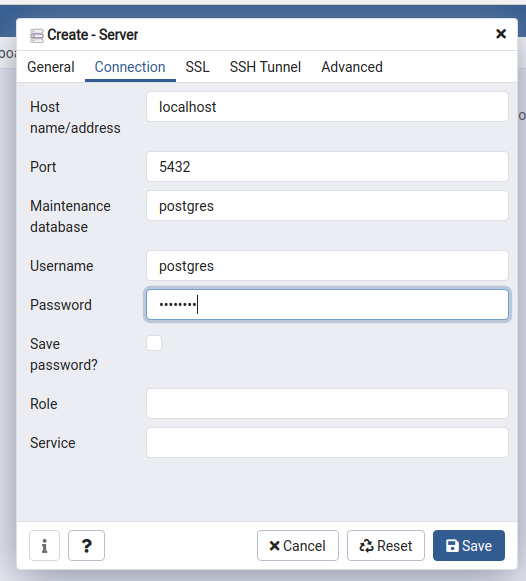 Create - Server
General Connection SSL SSH Tunnel Advanced
Host name/address localhost
Port 5432
Maintenance database postgres
Username postgres
Password ••••••••
Save password?
Role
Service
i ? Cancel Reset Save